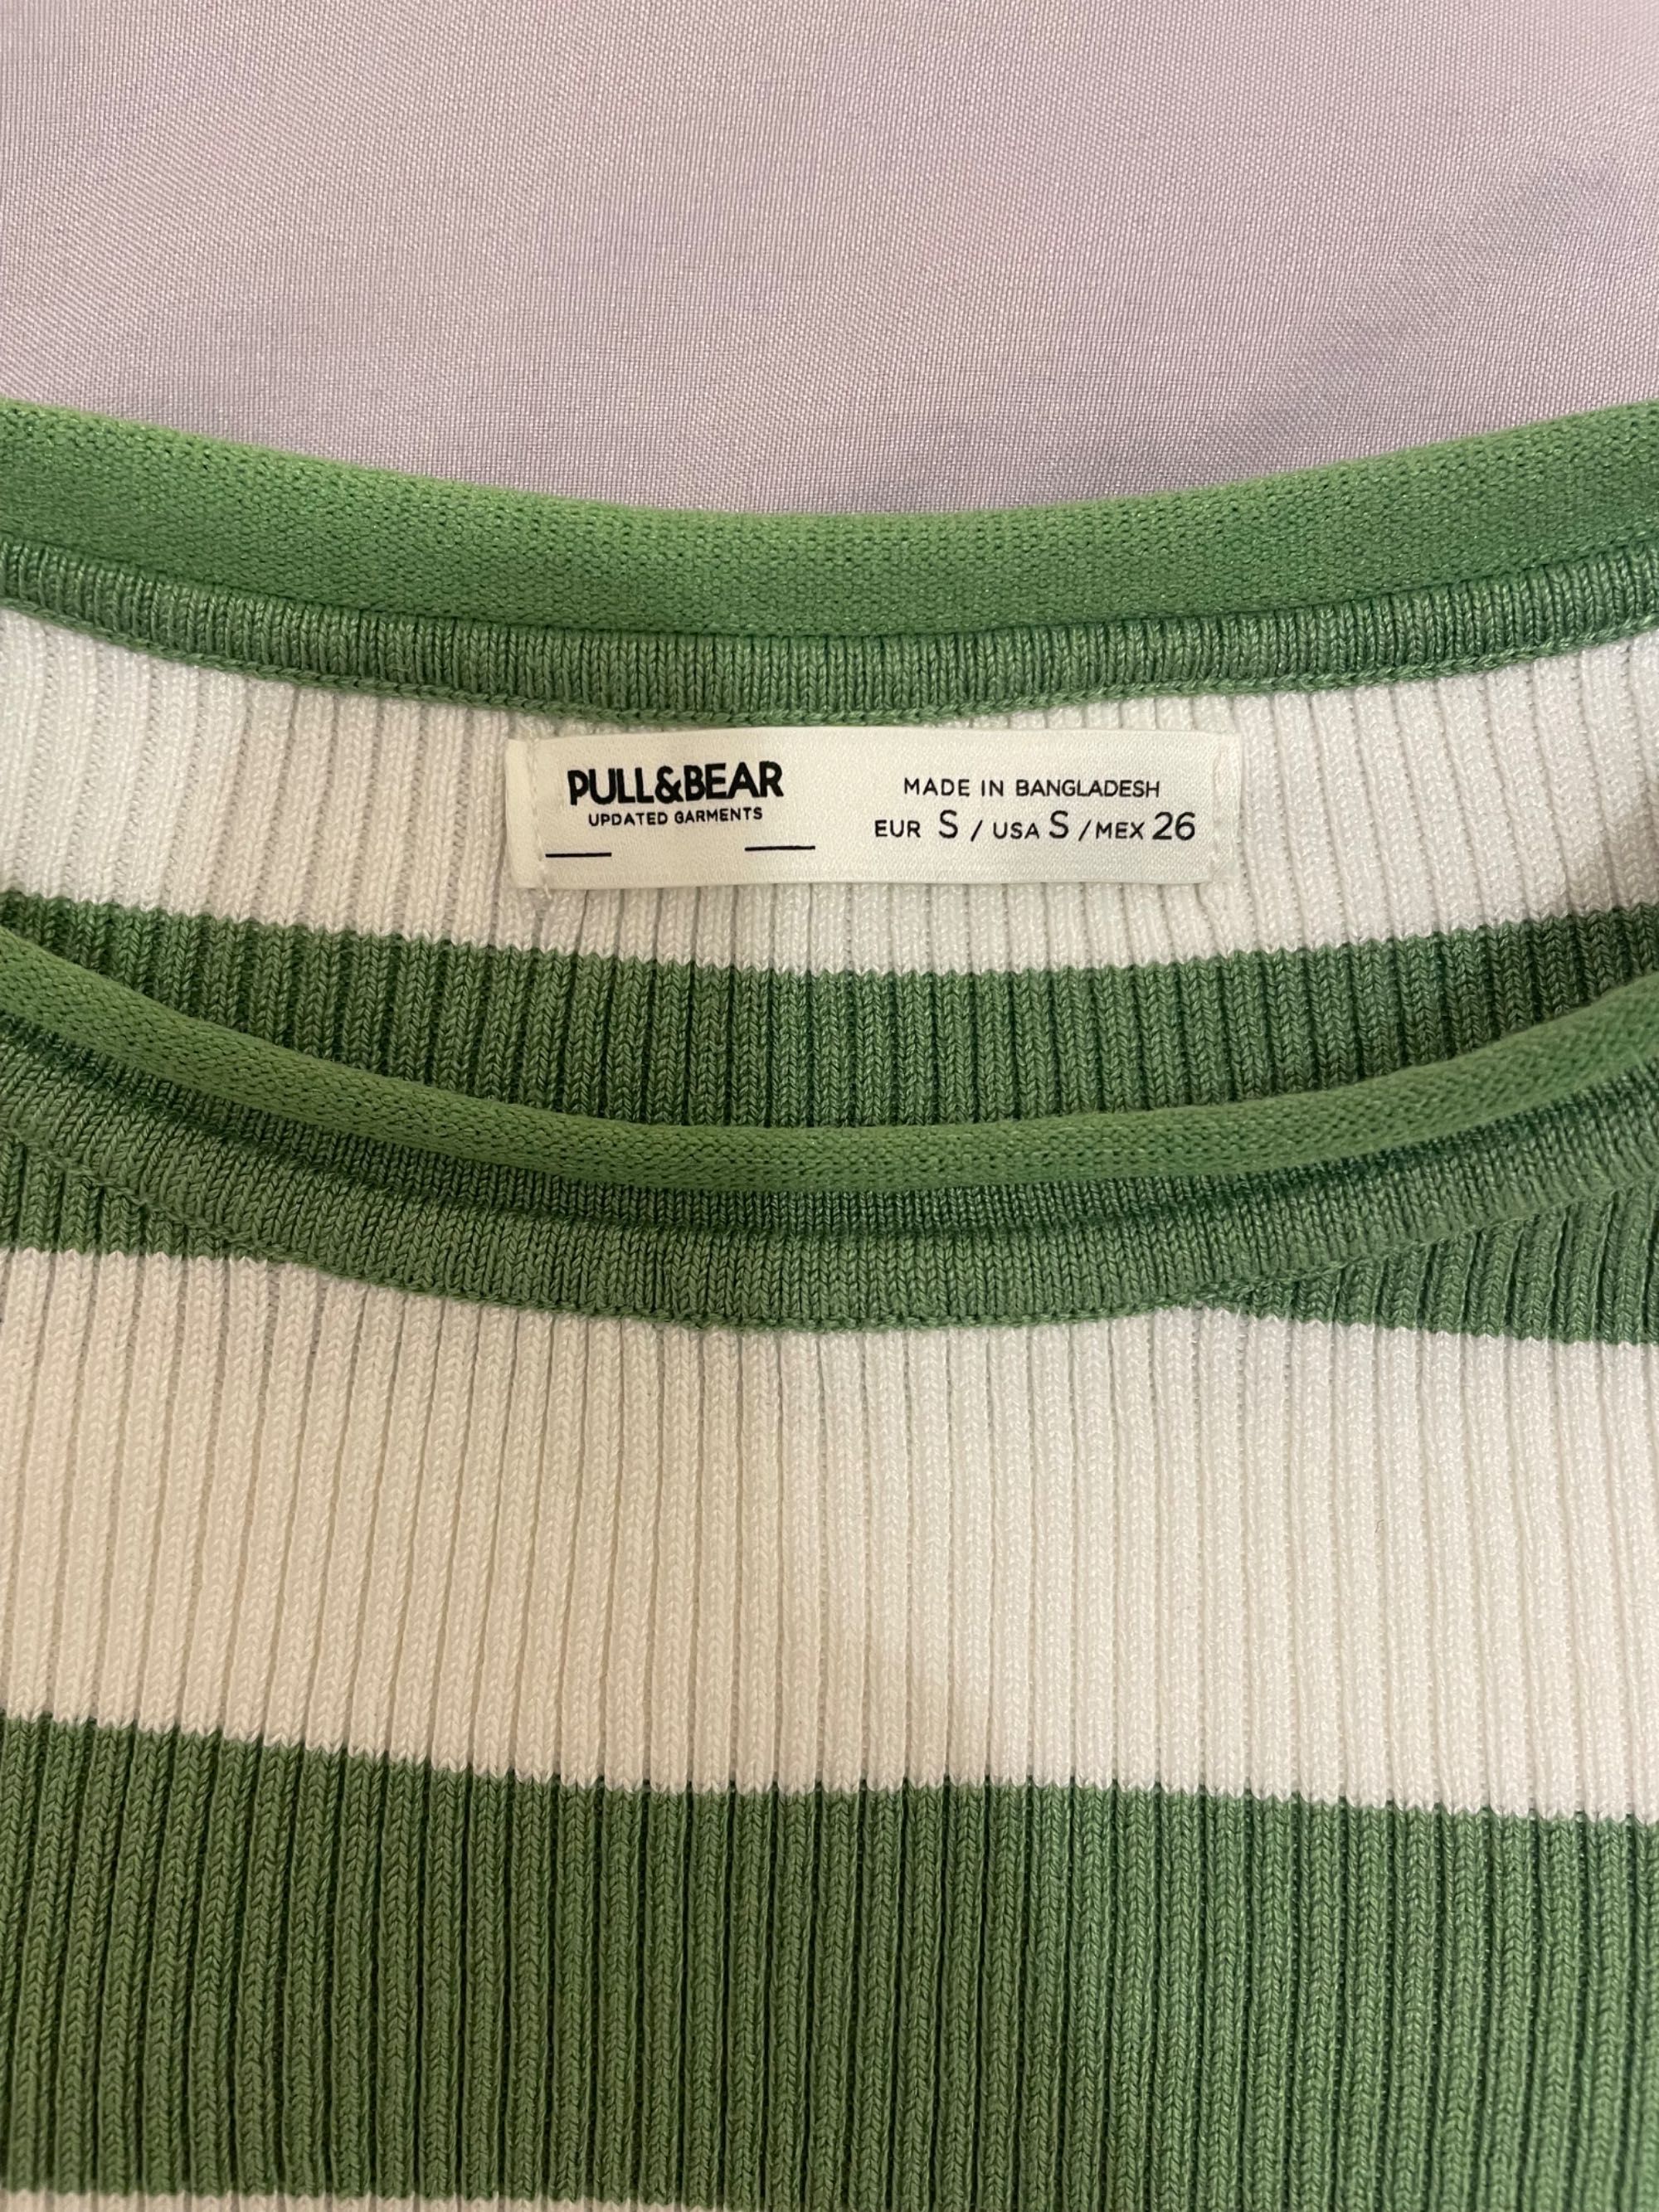 PULL&BEAR
UPDATED GARMENTS
MADE IN BANGLADESH
EUR S / USA S / MEX 26